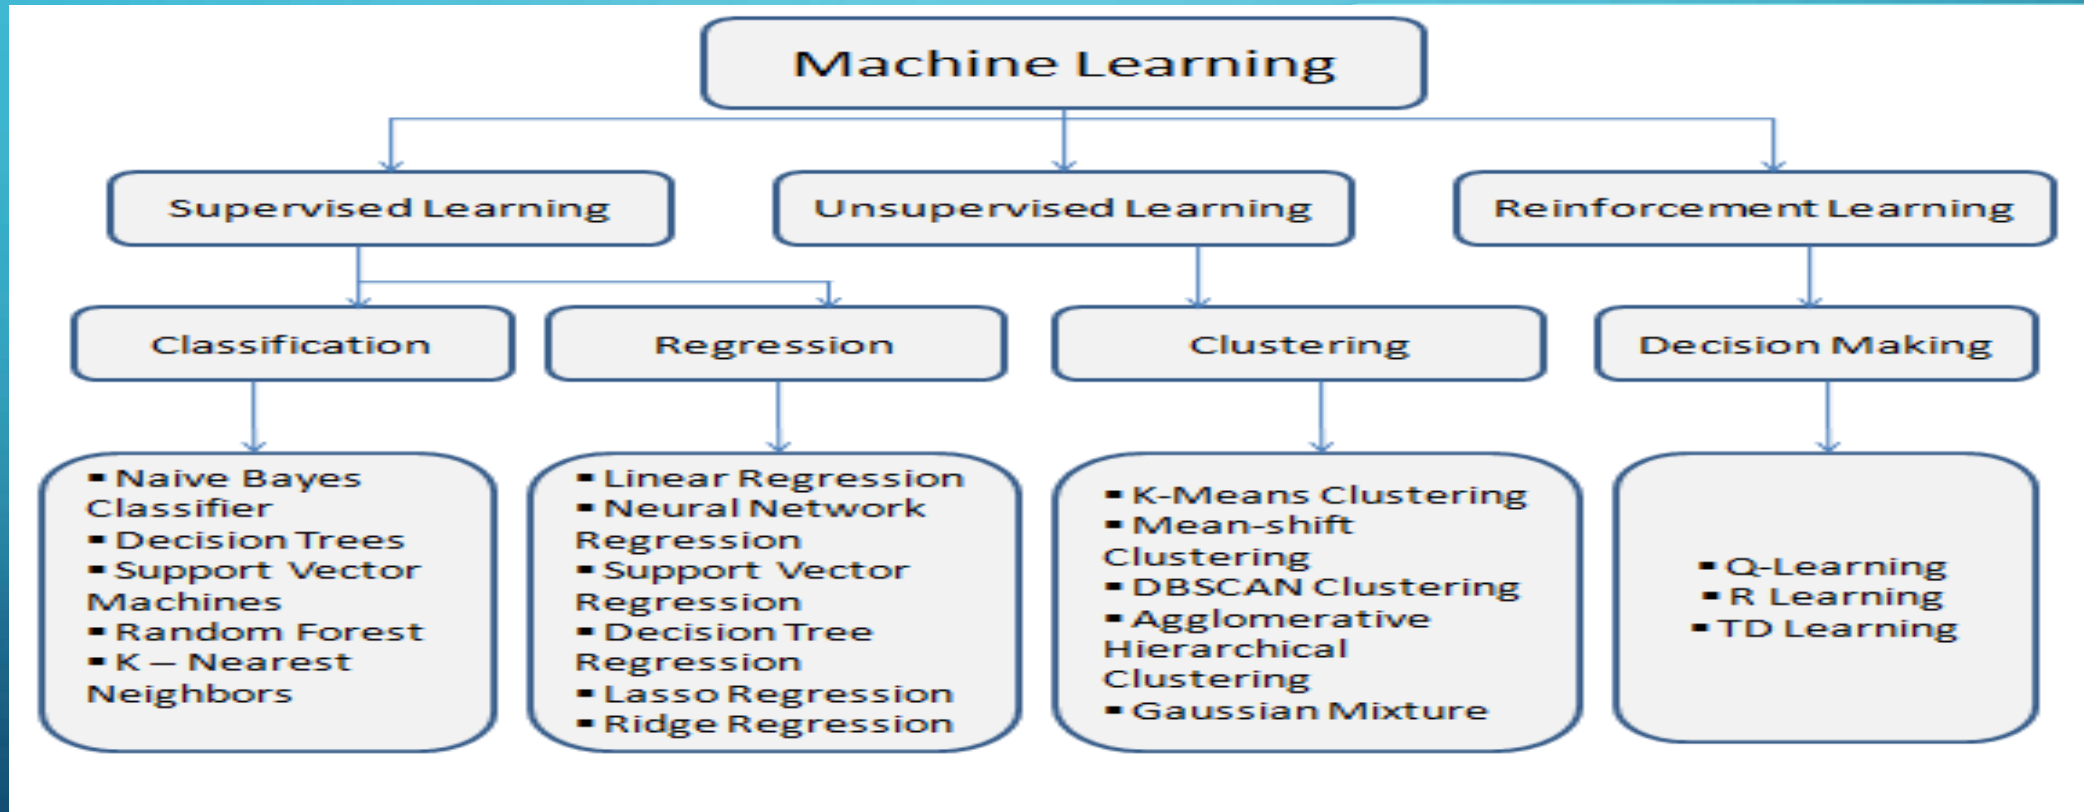 Machine Learning
Supervised Learning
Unsupervised Learning
Reinforcement Learning
Classification
Regression
Clustering
Decision Making
▪ Naive Bayes
Classifier
▪ Decision Trees
▪ Support Vector
Machines
▪ Random Forest
▪ K – Nearest
Neighbors
▪ Linear Regression
▪ Neural Network
Regression
▪ Support Vector
Regression
▪ Decision Tree
Regression
▪ Lasso Regression
▪ Ridge Regression
▪ K-Means Clustering
▪ Mean-shift
Clustering
▪ DBSCAN Clustering
▪ Agglomerative
Hierarchical
Clustering
▪ Gaussian Mixture
▪ Q-Learning
▪ R Learning
▪ TD Learning